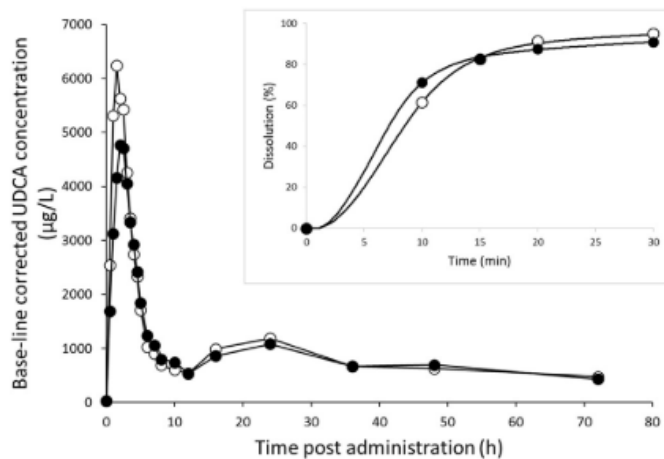 7000
6000
5000
4000
3000
2000
1000
0
Base-line corrected UDCA concentration
(µg/L)
0 10 20 30 40 50 60 70 80
Time post administration (h)
100
80
60
40
20
0
Dissolution (%)
0 5 10 15 20 25 30
Time (min)